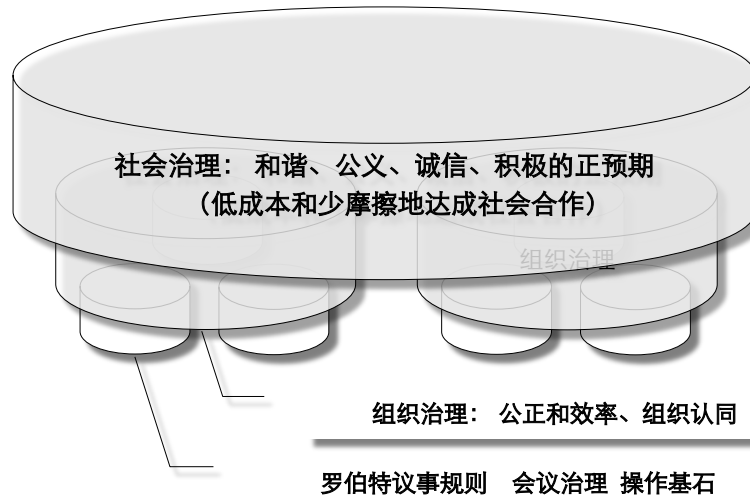 社会治理： 和谐、公义、诚信、积极的正预期
（低成本和少摩擦地达成社会合作）
组织治理
组织治理： 公正和效率、组织认同
罗伯特议事规则 会议治理 操作基石